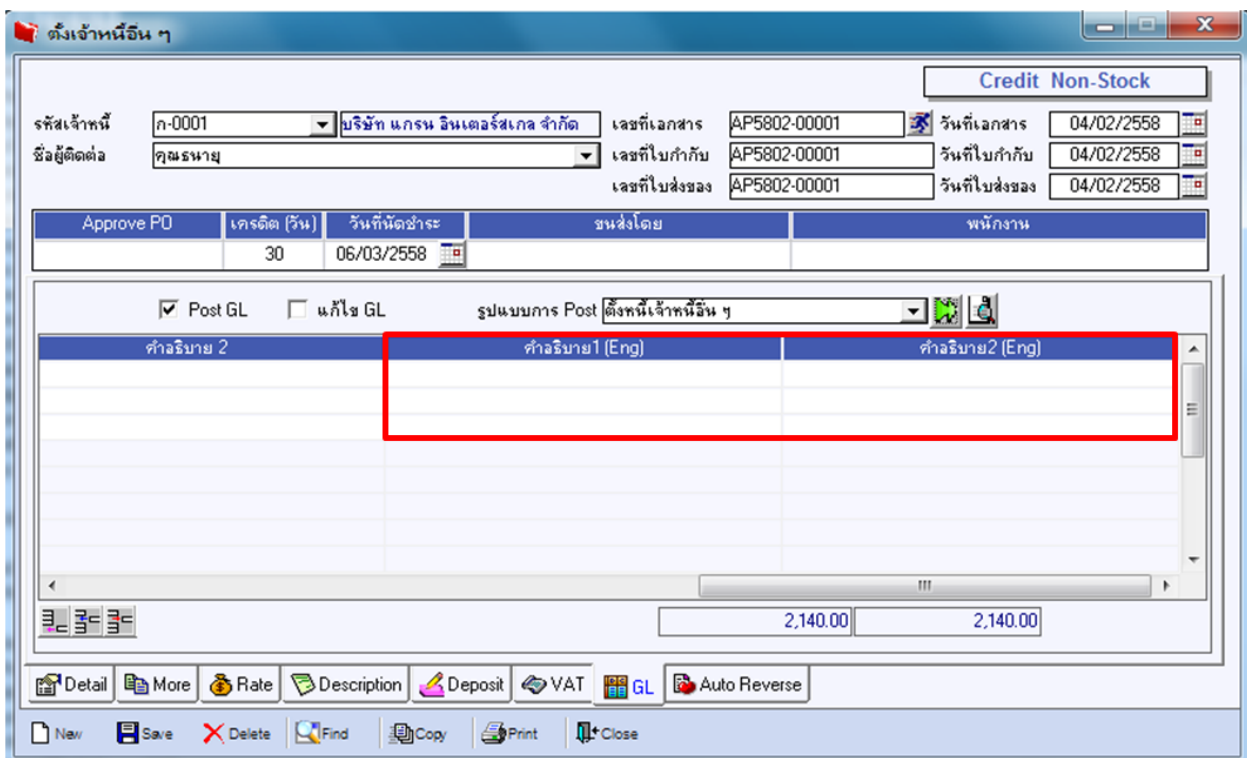 ตั้งเจ้าหนี้อื่น ๆ
Credit Non-Stock
รหัสเจ้าหนี้ ก-0001 บริษัท แกรน อินเตอร์สเกล จำกัด เลขที่เอกสาร AP5802-00001 วันที่เอกสาร 04/02/2558
ชื่อผู้ติดต่อ คุณธนายุ เลขที่ใบกำกับ AP5802-00001 วันที่ใบกำกับ 04/02/2558
เลขที่ใบส่งของ AP5802-00001 วันที่ใบส่งของ 04/02/2558
Approve PO เครดิต (วัน) วันที่นัดชำระ ขนส่งโดย พนักงาน
30 06/03/2558
Post GL แก้ไข GL รูปแบบการ Post ตั้งหนี้เจ้าหนี้อื่น ๆ
คำอธิบาย 2 คำอธิบาย1 (Eng) คำอธิบาย2 (Eng)
2,140.00 2,140.00
Detail More Rate Description Deposit VAT GL Auto Reverse
New Save Delete Find Copy Print Close